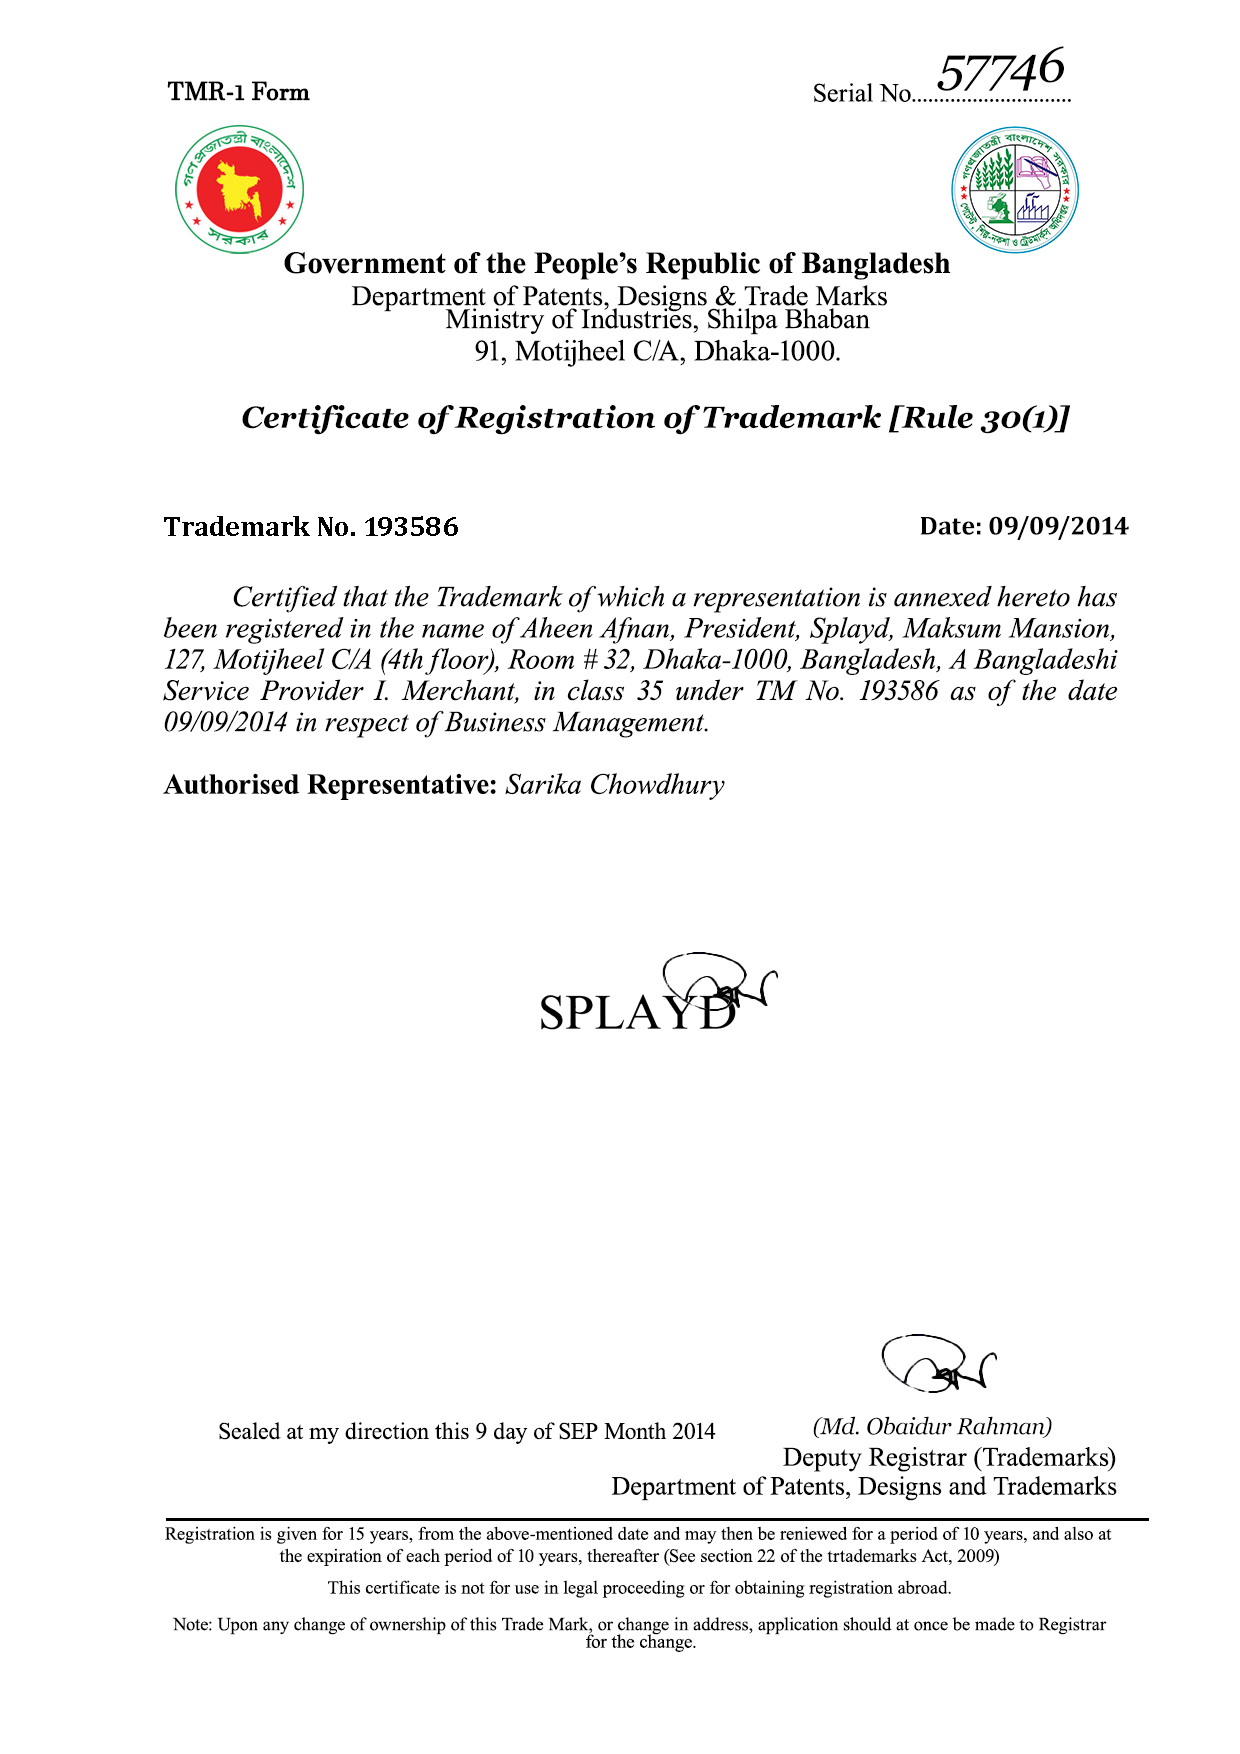 TMR-1 Form
Serial No............................. 57746
গণপ্রজাতন্ত্রী বাংলাদেশ
সরকার
গণপ্রজাতন্ত্রী বাংলাদেশ সরকার
পেটেন্ট, শিল্প-নকশা ও ট্রেডমার্কস অধিদপ্তর
Government of the People’s Republic of Bangladesh
Department of Patents, Designs & Trade Marks
Ministry of Industries, Shilpa Bhaban
91, Motijheel C/A, Dhaka-1000.
Certificate of Registration of Trademark [Rule 30(1)]
Trademark No. 193586
Date: 09/09/2014
Certified that the Trademark of which a representation is annexed hereto has
been registered in the name of Aheen Afnan, President, Splayd, Maksum Mansion,
127, Motijheel C/A (4th floor), Room # 32, Dhaka-1000, Bangladesh, A Bangladeshi
Service Provider I. Merchant, in class 35 under TM No. 193586 as of the date
09/09/2014 in respect of Business Management.
Authorised Representative: Sarika Chowdhury
SPLAYD
Sealed at my direction this 9 day of SEP Month 2014
(Md. Obaidur Rahman)
Deputy Registrar (Trademarks)
Department of Patents, Designs and Trademarks
Registration is given for 15 years, from the above-mentioned date and may then be reniewed for a period of 10 years, and also at
the expiration of each period of 10 years, thereafter (See section 22 of the trtademarks Act, 2009)
This certificate is not for use in legal proceeding or for obtaining registration abroad.
Note: Upon any change of ownership of this Trade Mark, or change in address, application should at once be made to Registrar
for the change.